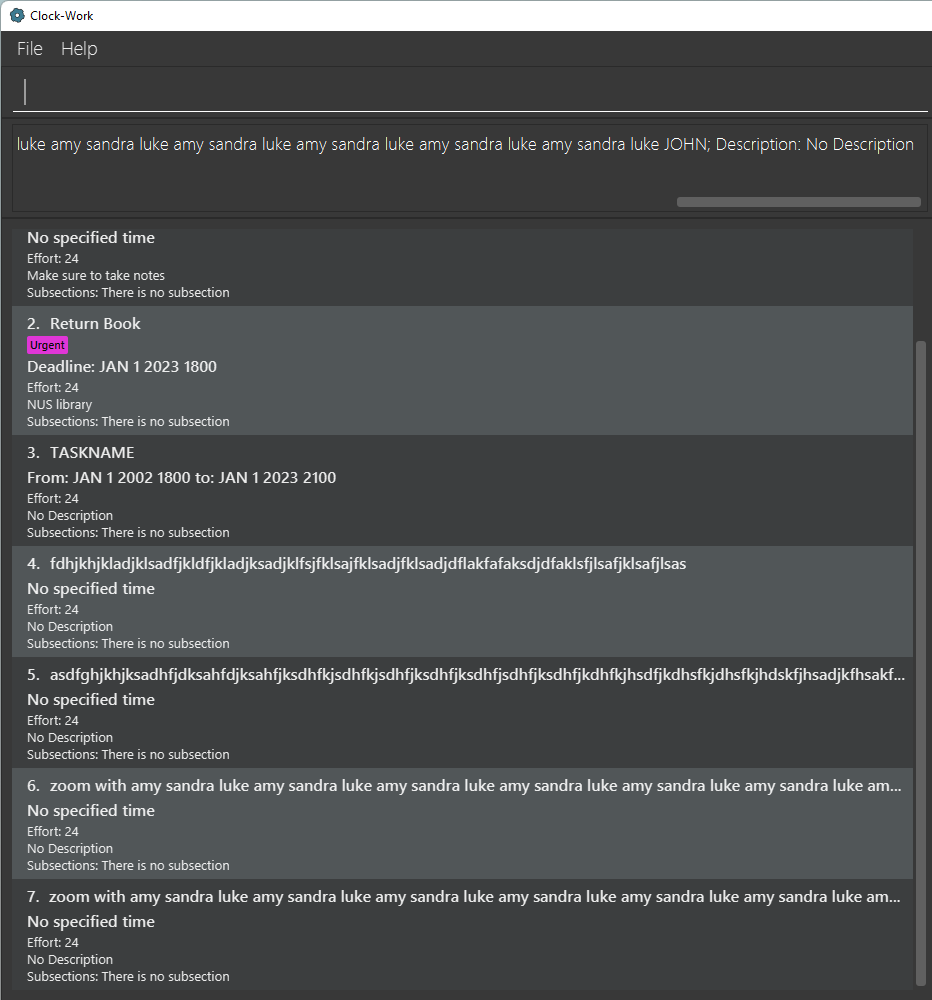 Clock-Work
File Help
luke amy sandra luke amy sandra luke amy sandra luke amy sandra luke amy sandra luke JOHN; Description: No Description
No specified time
Effort: 24
Make sure to take notes
Subsections: There is no subsection
2. Return Book
Urgent
Deadline: JAN 1 2023 1800
Effort: 24
NUS library
Subsections: There is no subsection
3. TASKNAME
From: JAN 1 2002 1800 to: JAN 1 2023 2100
Effort: 24
No Description
Subsections: There is no subsection
4. fdhjkhjkladjklsadfjkldfjkladjksadjklfsjfklsajfklsadjfklsadjdflakfafaksdjdfaklsfjlsafjklsafjlsas
No specified time
Effort: 24
No Description
Subsections: There is no subsection
5. asdfghjkhjksadhfjdksahfdjksahfjksdhfkjsdhfkjsdhfjksdhfjksdhfjsdhfjksdhfjkdhfkjhsdfjkdhsfkjdhsfkjhdskfjhsadjkfhsakf...
No specified time
Effort: 24
No Description
Subsections: There is no subsection
6. zoom with amy sandra luke amy sandra luke amy sandra luke amy sandra luke amy sandra luke amy sandra luke am...
No specified time
Effort: 24
No Description
Subsections: There is no subsection
7. zoom with amy sandra luke amy sandra luke amy sandra luke amy sandra luke amy sandra luke amy sandra luke am...
No specified time
Effort: 24
No Description
Subsections: There is no subsection